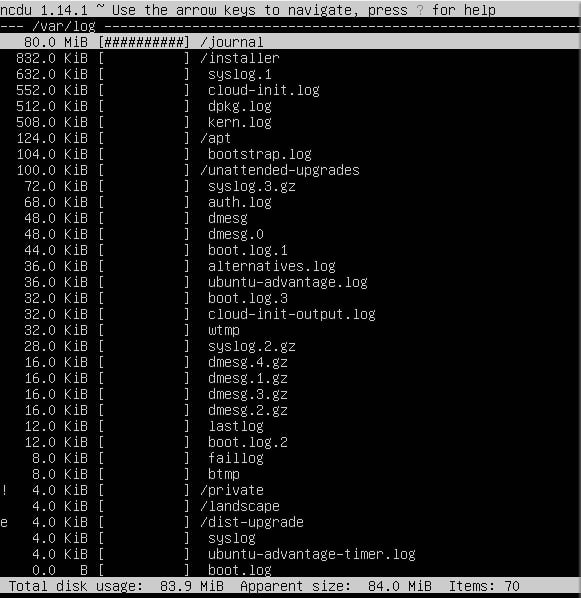 ncdu 1.14.1 ~ Use the arrow keys to navigate, press ? for help
--- /var/log ---------------------------------------------------------------
80.0 MiB [##########] /journal
832.0 KiB [          ] /installer
632.0 KiB [          ]  syslog.1
552.0 KiB [          ]  cloud-init.log
512.0 KiB [          ]  dpkg.log
508.0 KiB [          ]  kern.log
124.0 KiB [          ] /apt
104.0 KiB [          ]  bootstrap.log
100.0 KiB [          ] /unattended-upgrades
72.0 KiB [          ]  syslog.3.gz
68.0 KiB [          ]  auth.log
48.0 KiB [          ]  dmesg
48.0 KiB [          ]  dmesg.0
44.0 KiB [          ]  boot.log.1
36.0 KiB [          ]  alternatives.log
36.0 KiB [          ]  ubuntu-advantage.log
32.0 KiB [          ]  boot.log.3
32.0 KiB [          ]  cloud-init-output.log
32.0 KiB [          ]  wtmp
28.0 KiB [          ]  syslog.2.gz
16.0 KiB [          ]  dmesg.4.gz
16.0 KiB [          ]  dmesg.1.gz
16.0 KiB [          ]  dmesg.3.gz
16.0 KiB [          ]  dmesg.2.gz
12.0 KiB [          ]  lastlog
12.0 KiB [          ]  boot.log.2
8.0 KiB [          ]  faillog
8.0 KiB [          ]  btmp
! 4.0 KiB [          ] /private
4.0 KiB [          ] /landscape
e 4.0 KiB [          ] /dist-upgrade
4.0 KiB [          ]  syslog
4.0 KiB [          ]  ubuntu-advantage-timer.log
0.0   B [          ]  boot.log
Total disk usage:  83.9 MiB  Apparent size:  84.0 MiB  Items: 70